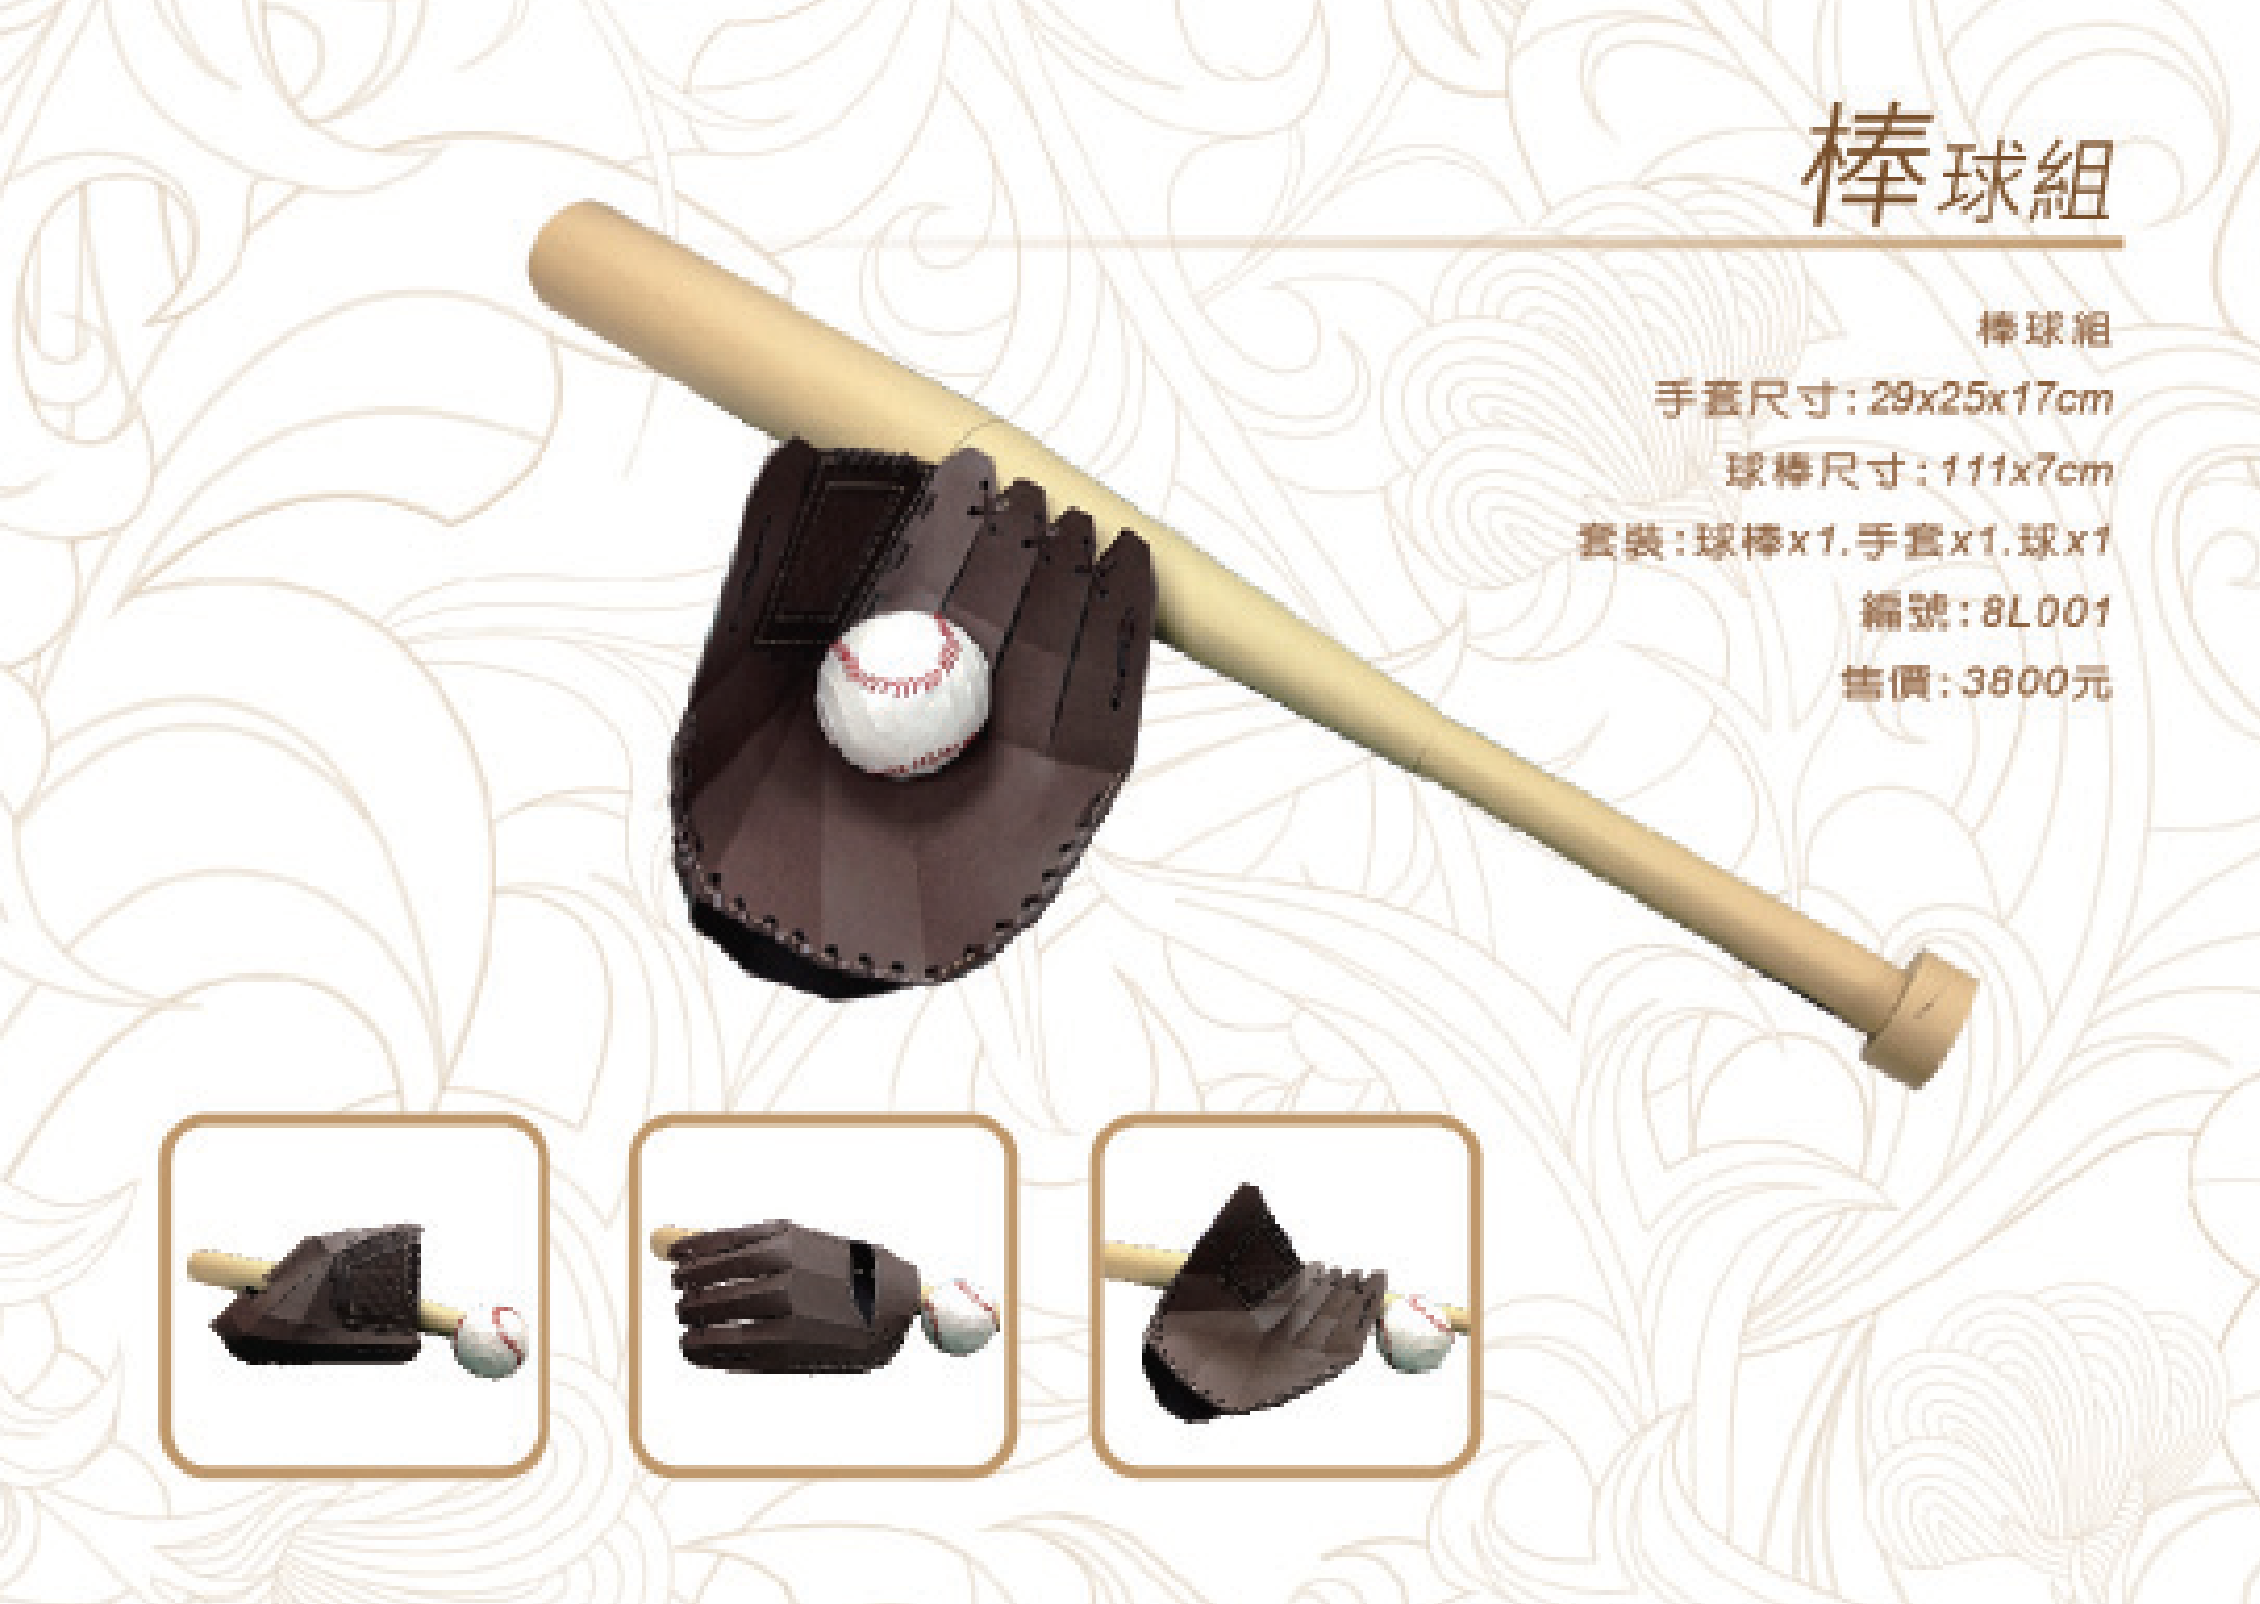 棒球組
棒球組
手套尺寸:29x25x17cm
球棒尺寸:111x7cm
套裝:球棒x1.手套x1.球x1
編號:8L001
售價:3800元